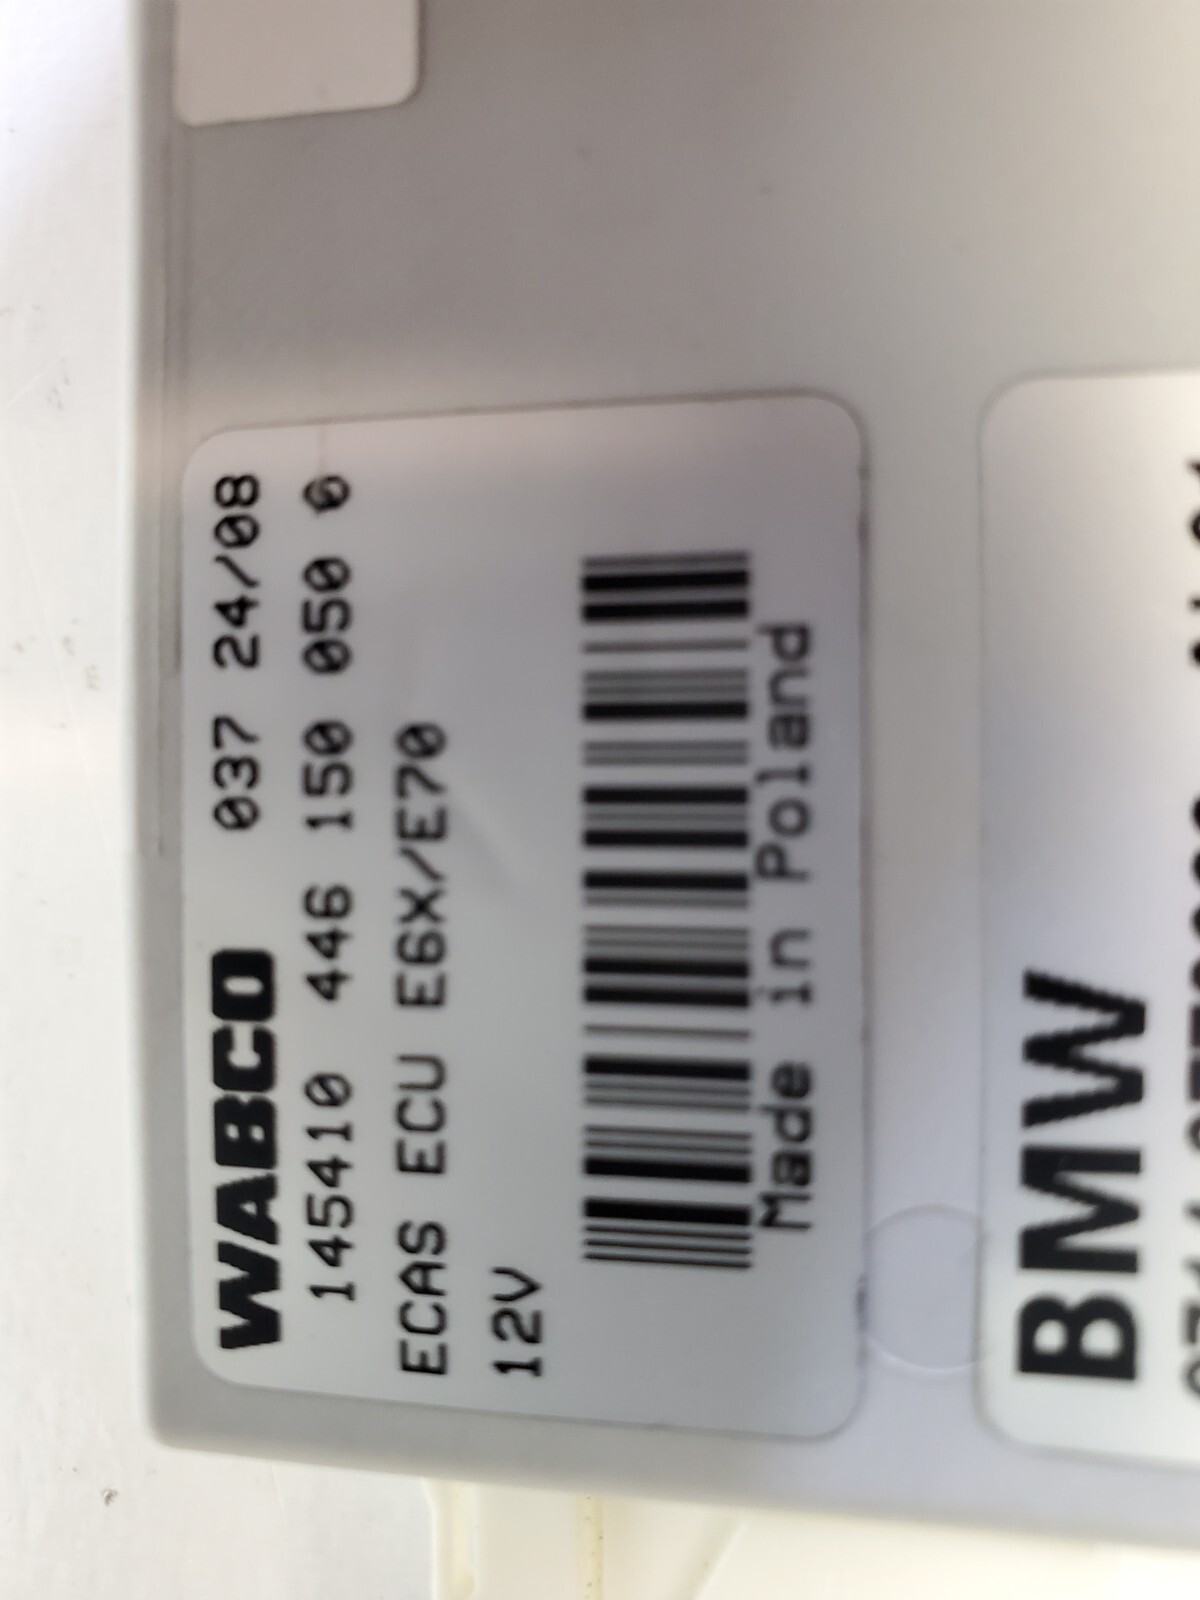 WABCO 037 24/08
145410 446 150 050 0
ECAS ECU E6X/E70
12V
Made in Poland
BMW